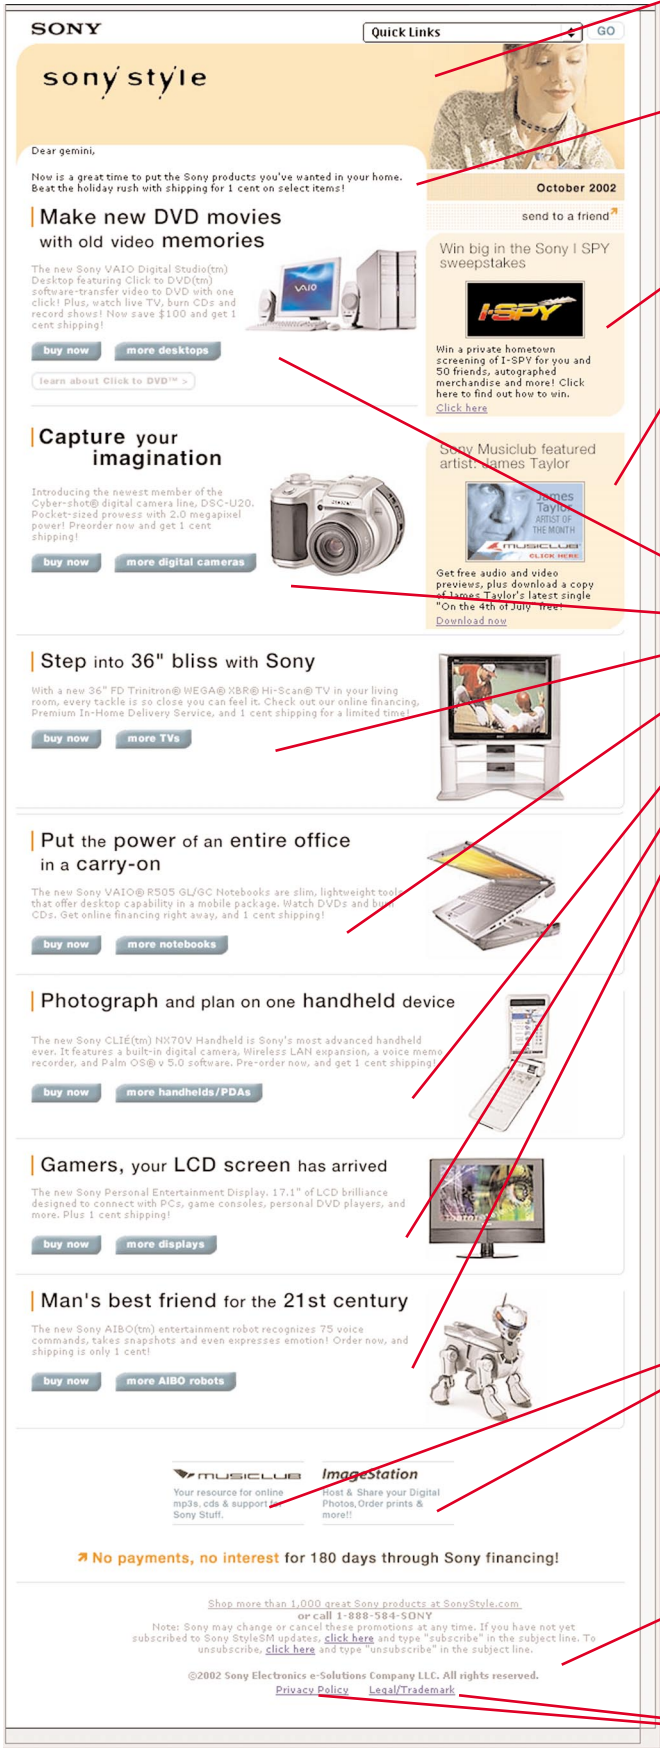 SONY
Quick Links
GO
sony style
Dear gemini,
Now is a great time to put the Sony products you've wanted in your home.
Beat the holiday rush with shipping for 1 cent on select items!
October 2002
send to a friend
Make new DVD movies
with old video memories
The new Sony VAIO Digital Studio(tm)
Desktop featuring Click to DVD(tm)
software-transfer video to DVD with one
click! Plus, watch live TV, burn CDs and
record shows! Now save $100 and get 1
cent shipping!
VAIO
buy now
more desktops
learn about Click to DVD™ >
Win big in the Sony I SPY
sweepstakes
I-SPY
Win a private hometown
screening of I-SPY for you and
50 friends, autographed
merchandise and more! Click
here to find out how to win.
Click here
Capture your
imagination
Introducing the newest member of the
Cyber-shot® digital camera line, DSC-U20.
Pocket-sized prowess with 2.0 megapixel
power! Preorder now and get 1 cent
shipping!
buy now
more digital cameras
Sony Musiclub featured
artist: James Taylor
James
Taylor
ARTIST OF
THE MONTH
MUSICLUB
CLICK HERE
Get free audio and video
previews, plus download a copy
of James Taylor's latest single
"On the 4th of July" free!
Download now
Step into 36" bliss with Sony
With a new 36" FD Trinitron® WEGA® XBR® Hi-Scan® TV in your living
room, every tackle is so close you can feel it. Check out our online financing,
Premium In-Home Delivery Service, and 1 cent shipping for a limited time!
buy now
more TVs
Put the power of an entire office
in a carry-on
The new Sony VAIO® R505 GL/GC Notebooks are slim, lightweight tools
that offer desktop capability in a mobile package. Watch DVDs and burn
CDs. Get online financing right away, and 1 cent shipping!
buy now
more notebooks
Photograph and plan on one handheld device
The new Sony CLIÉ(tm) NX70V Handheld is Sony's most advanced handheld
ever. It features a built-in digital camera, Wireless LAN expansion, a voice memo
recorder, and Palm OS® v 5.0 software. Pre-order now, and get 1 cent shipping!
buy now
more handhelds/PDAs
Gamers, your LCD screen has arrived
The new Sony Personal Entertainment Display. 17.1" of LCD brilliance
designed to connect with PCs, game consoles, personal DVD players, and
more. Plus 1 cent shipping!
buy now
more displays
Man's best friend for the 21st century
The new Sony AIBO(tm) entertainment robot recognizes 75 voice
commands, takes snapshots and even expresses emotion! Order now, and
shipping is only 1 cent!
buy now
more AIBO robots
MUSICLUB
Your resource for online
mp3s, cds & support for
Sony Stuff.
ImageStation
Host & Share your Digital
Photos,Order prints &
more!!
No payments, no interest for 180 days through Sony financing!
Shop more than 1,000 great Sony products at SonyStyle.com
or call 1-888-584-SONY
Note: Sony may change or cancel these promotions at any time. If you have not yet
subscribed to Sony StyleSM updates, click here and type "subscribe" in the subject line. To
unsubscribe, click here and type "unsubscribe" in the subject line.
©2002 Sony Electronics e-Solutions Company LLC. All rights reserved.
Privacy Policy Legal/Trademark